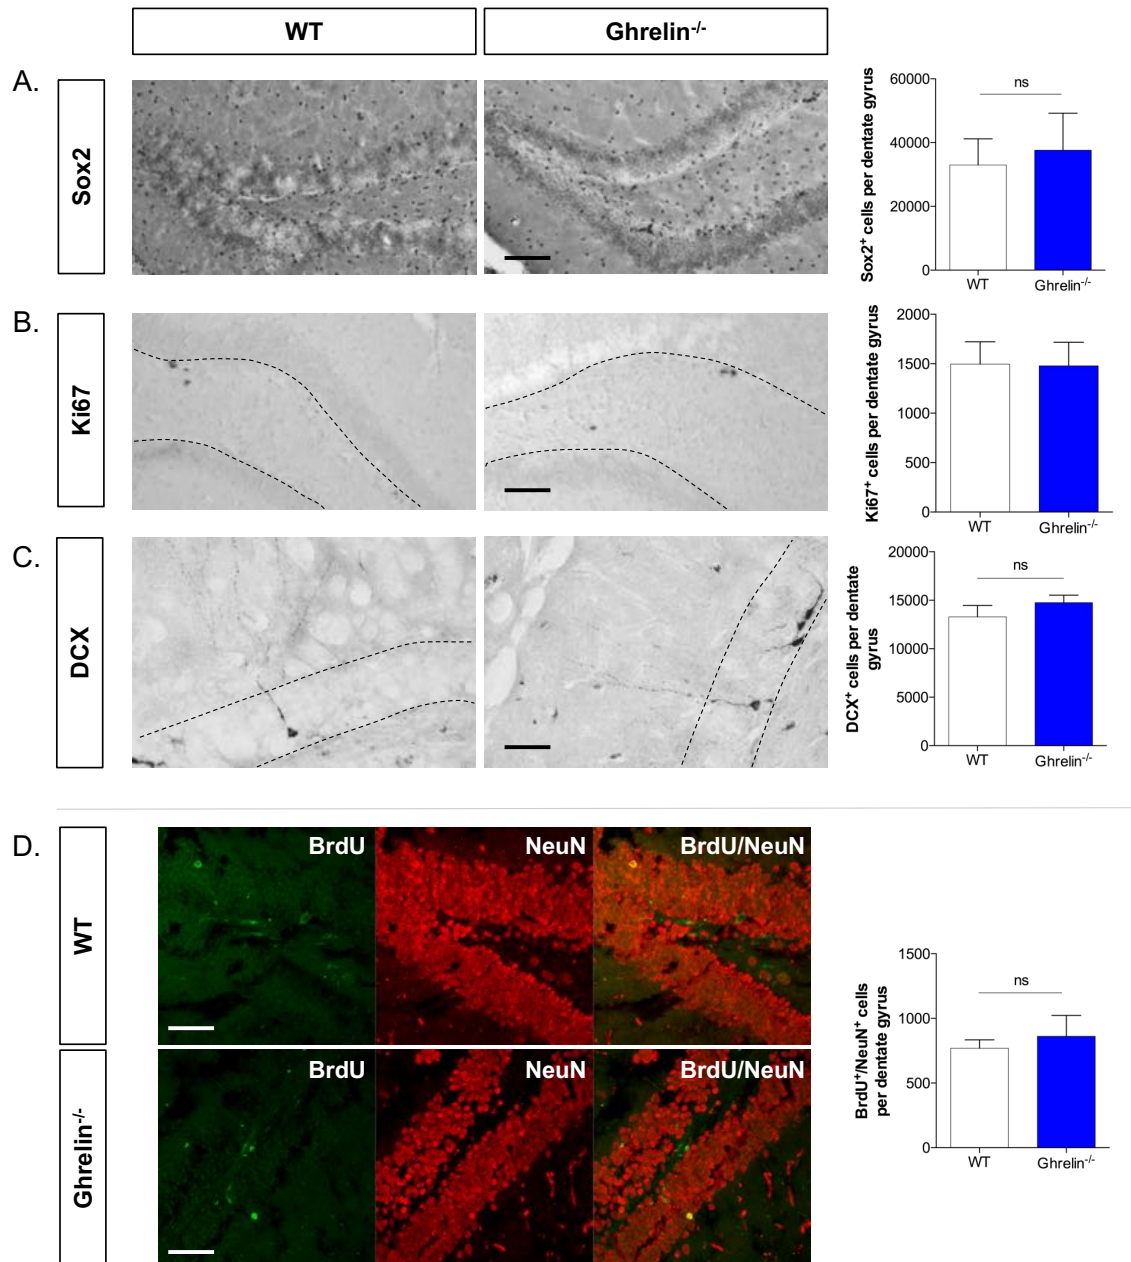 WT
Ghrelin-/-
A.
Sox2
Sox2+ cells per dentate gyrus
60000
40000
20000
0
ns
WT
Ghrelin-/-
B.
Ki67
Ki67+ cells per dentate gyrus
2000
1500
1000
500
0
WT
Ghrelin-/-
C.
DCX
DCX+ cells per dentate
gyrus
20000
15000
10000
5000
0
ns
WT
Ghrelin-/-
D.
WT
BrdU
NeuN
BrdU/NeuN
Ghrelin-/-
BrdU
NeuN
BrdU/NeuN
BrdU+/NeuN+ cells
per dentate gyrus
1500
1000
500
0
ns
WT
Ghrelin-/-